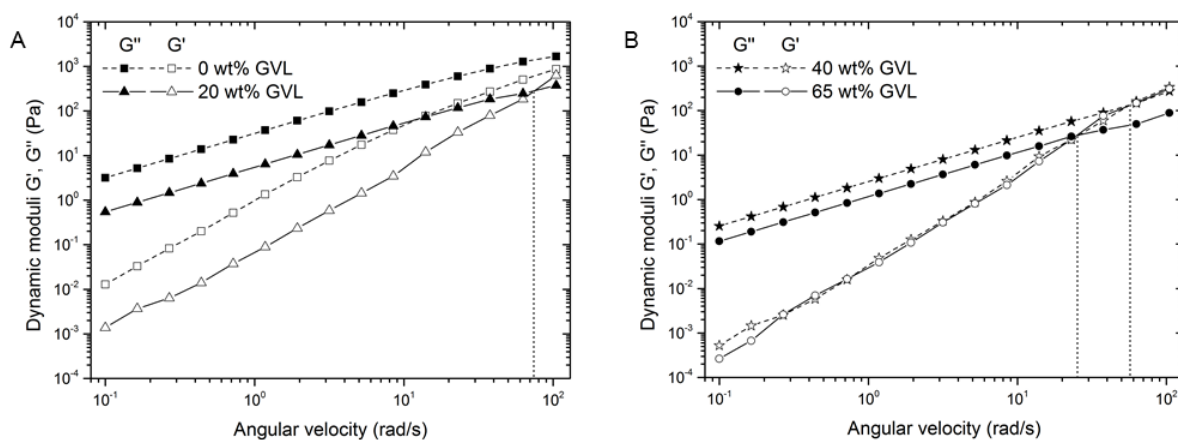 A
G" G'
0 wt% GVL
20 wt% GVL
Dynamic moduli G', G" (Pa)
10⁴
10³
10²
10¹
10⁰
10⁻¹
10⁻²
10⁻³
10⁻⁴
10⁻¹ 10⁰ 10¹ 10²
Angular velocity (rad/s)
B
G" G'
40 wt% GVL
65 wt% GVL
Dynamic moduli G', G" (Pa)
10⁴
10³
10²
10¹
10⁰
10⁻¹
10⁻²
10⁻³
10⁻⁴
10⁻¹ 10⁰ 10¹ 10²
Angular velocity (rad/s)